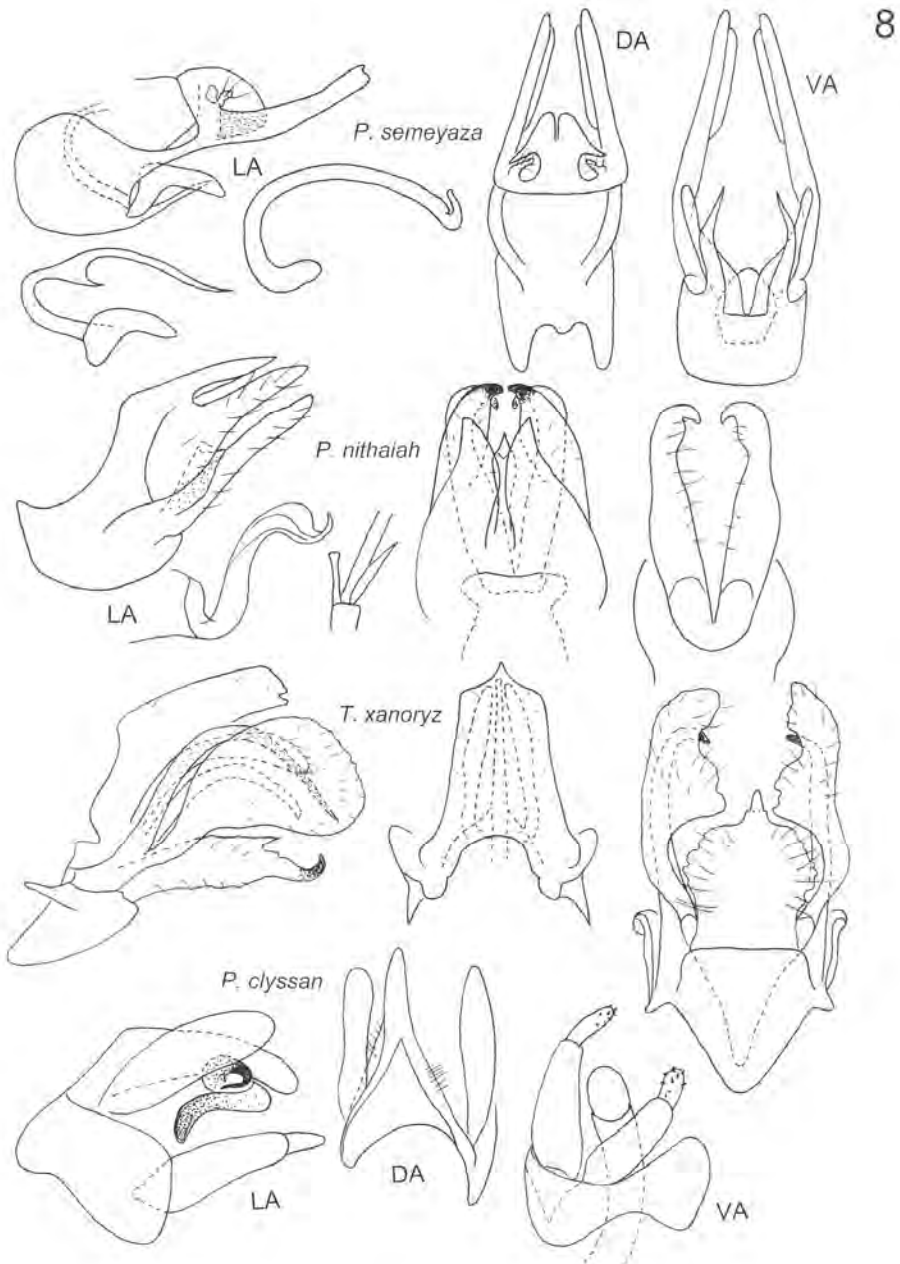 8
DA
VA
P. semeyaza
LA
P. nithaiah
LA
T. xanoryz
P. clyssan
LA
DA
VA